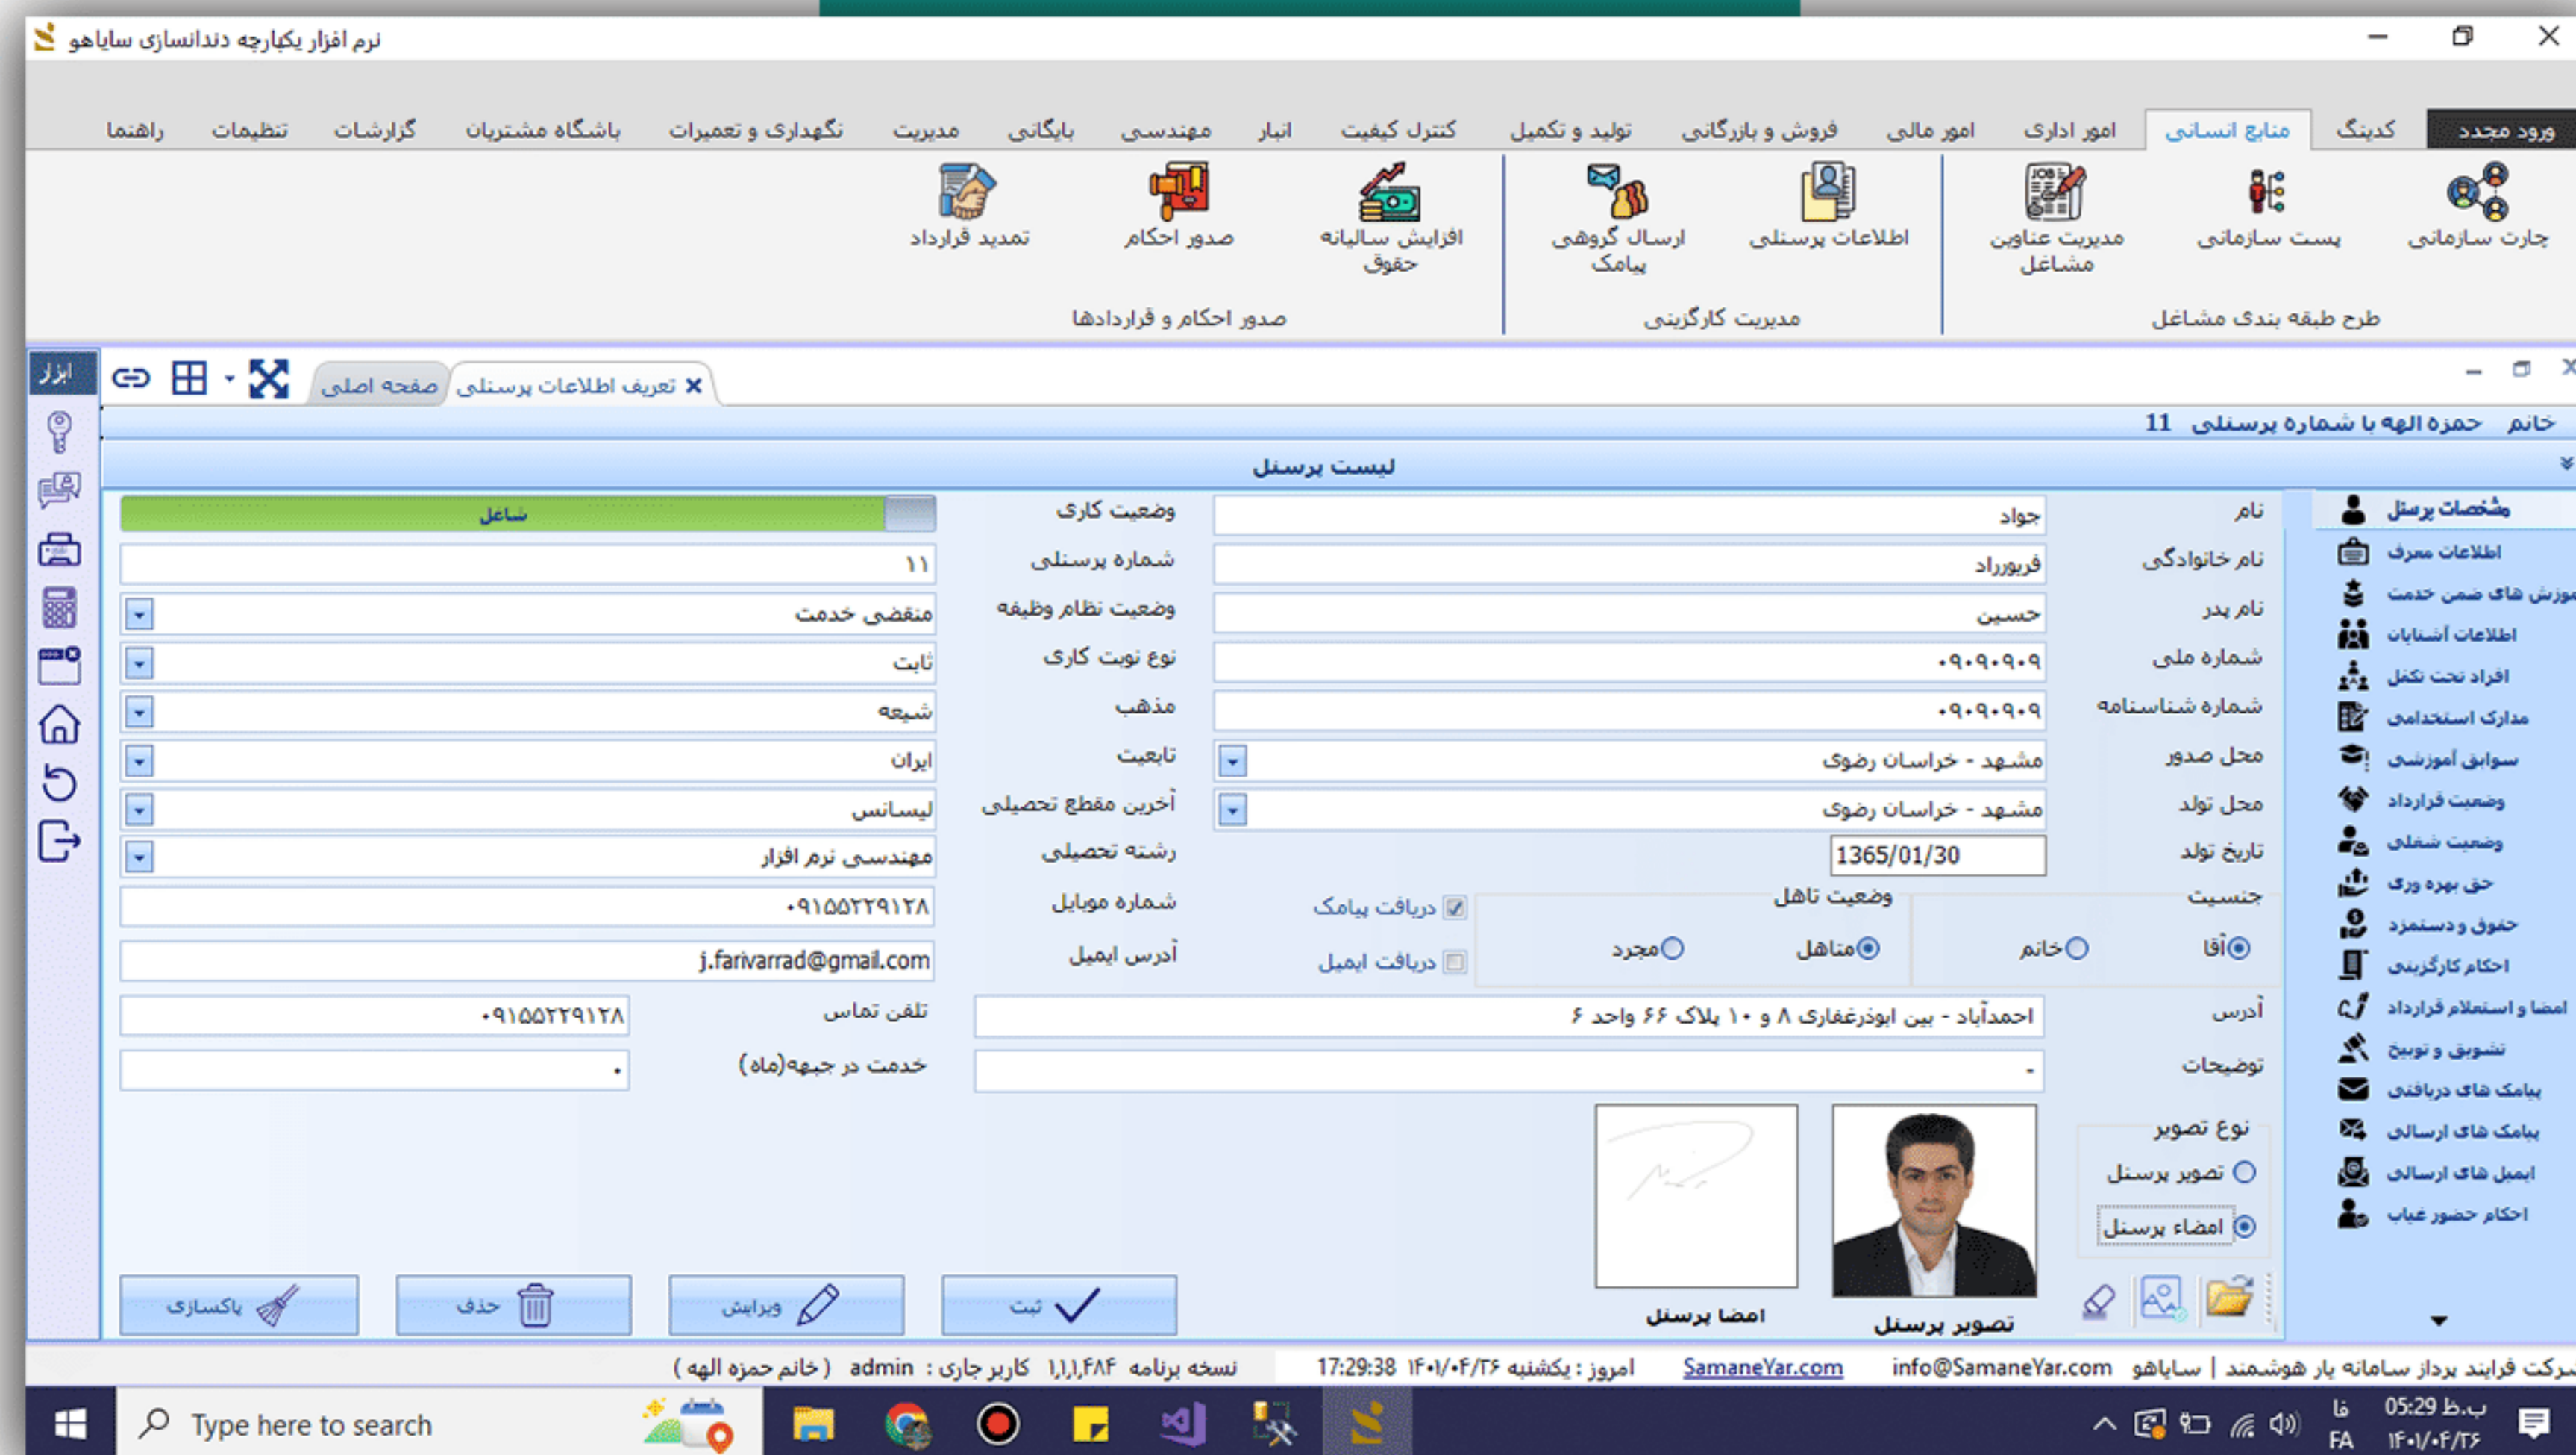 نرم افزار یکپارچه دندانسازی سایاهو
ورود مجدد
کدینگ
منابع انسانی
امور اداری
امور مالی
فروش و بازرگانی
تولید و تکمیل
کنترل کیفیت
انبار
مهندسی
بایگانی
مدیریت
نگهداری و تعمیرات
باشگاه مشتریان
گزارشات
تنظیمات
راهنما
چارت سازمانی
پست سازمانی
مدیریت عناوین
مشاغل
اطلاعات پرسنلی
ارسال گروهی
پیامک
افزایش سالیانه
حقوق
صدور احکام
تمدید قرارداد
طرح طبقه بندی مشاغل
مدیریت کارگزینی
صدور احکام و قراردادها
ابزار
صفحه اصلی
تعریف اطلاعات پرسنلی
خانم حمزه الهه با شماره پرسنلی 11
لیست پرسنل
مشخصات پرسنل
اطلاعات معرف
موزش های ضمن خدمت
اطلاعات آشنایان
افراد تحت تکفل
مدارک استخدامی
سوابق آموزشی
وضعیت قرارداد
وضعیت شغلی
حق بهره وری
حقوق و دستمزد
احکام کارگزینی
امضا و استعلام قرارداد
تشویق و توبیخ
پیامک های دریافتی
پیامک های ارسالی
ایمیل های ارسالی
احکام حضور غیاب
نام جواد
وضعیت کاری شاغل
نام خانوادگی فریورراد
شماره پرسنلی ۱۱
نام پدر حسین
وضعیت نظام وظیفه منقضی خدمت
شماره ملی ۰۹۰۹۰۹۰۹
نوع نوبت کاری ثابت
شماره شناسنامه ۰۹۰۹۰۹۰۹
مذهب شیعه
محل صدور مشهد - خراسان رضوی
تابعیت ایران
محل تولد مشهد - خراسان رضوی
آخرین مقطع تحصیلی لیسانس
تاریخ تولد 1365/01/30
رشته تحصیلی مهندسی نرم افزار
جنسیت
آقا خانم
وضعیت تاهل
متاهل مجرد
دریافت پیامک
دریافت ایمیل
شماره موبایل ۰۹۱۵۵۲۲۹۱۲۸
آدرس ایمیل j.farivarrad@gmail.com
آدرس احمدآباد - بین ابوذرغفاری ۸ و ۱۰ پلاک ۶۶ واحد ۶
تلفن تماس ۰۹۱۵۵۲۲۹۱۲۸
توضیحات -
خدمت در جبهه(ماه) ۰
نوع تصویر
تصویر پرسنل
امضاء پرسنل
تصویر پرسنل
امضا پرسنل
ثبت
ویرایش
حذف
پاکسازی
شرکت فرایند پرداز سامانه یار هوشمند | سایاهو info@SamaneYar.com SamaneYar.com امروز : یکشنبه ۱۴۰۱/۰۴/۲۶ 17:29:38 نسخه برنامه ۱,۱,۱,۴۸۴ کاربر جاری : admin (خانم حمزه الهه )
Type here to search
فا
FA
05:29 ب.ظ
۱۴۰۱/۰۴/۲۶